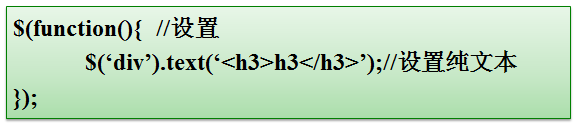 $(function(){  //设置
$(‘div’).text(‘<h3>h3</h3>’);//设置纯文本
});